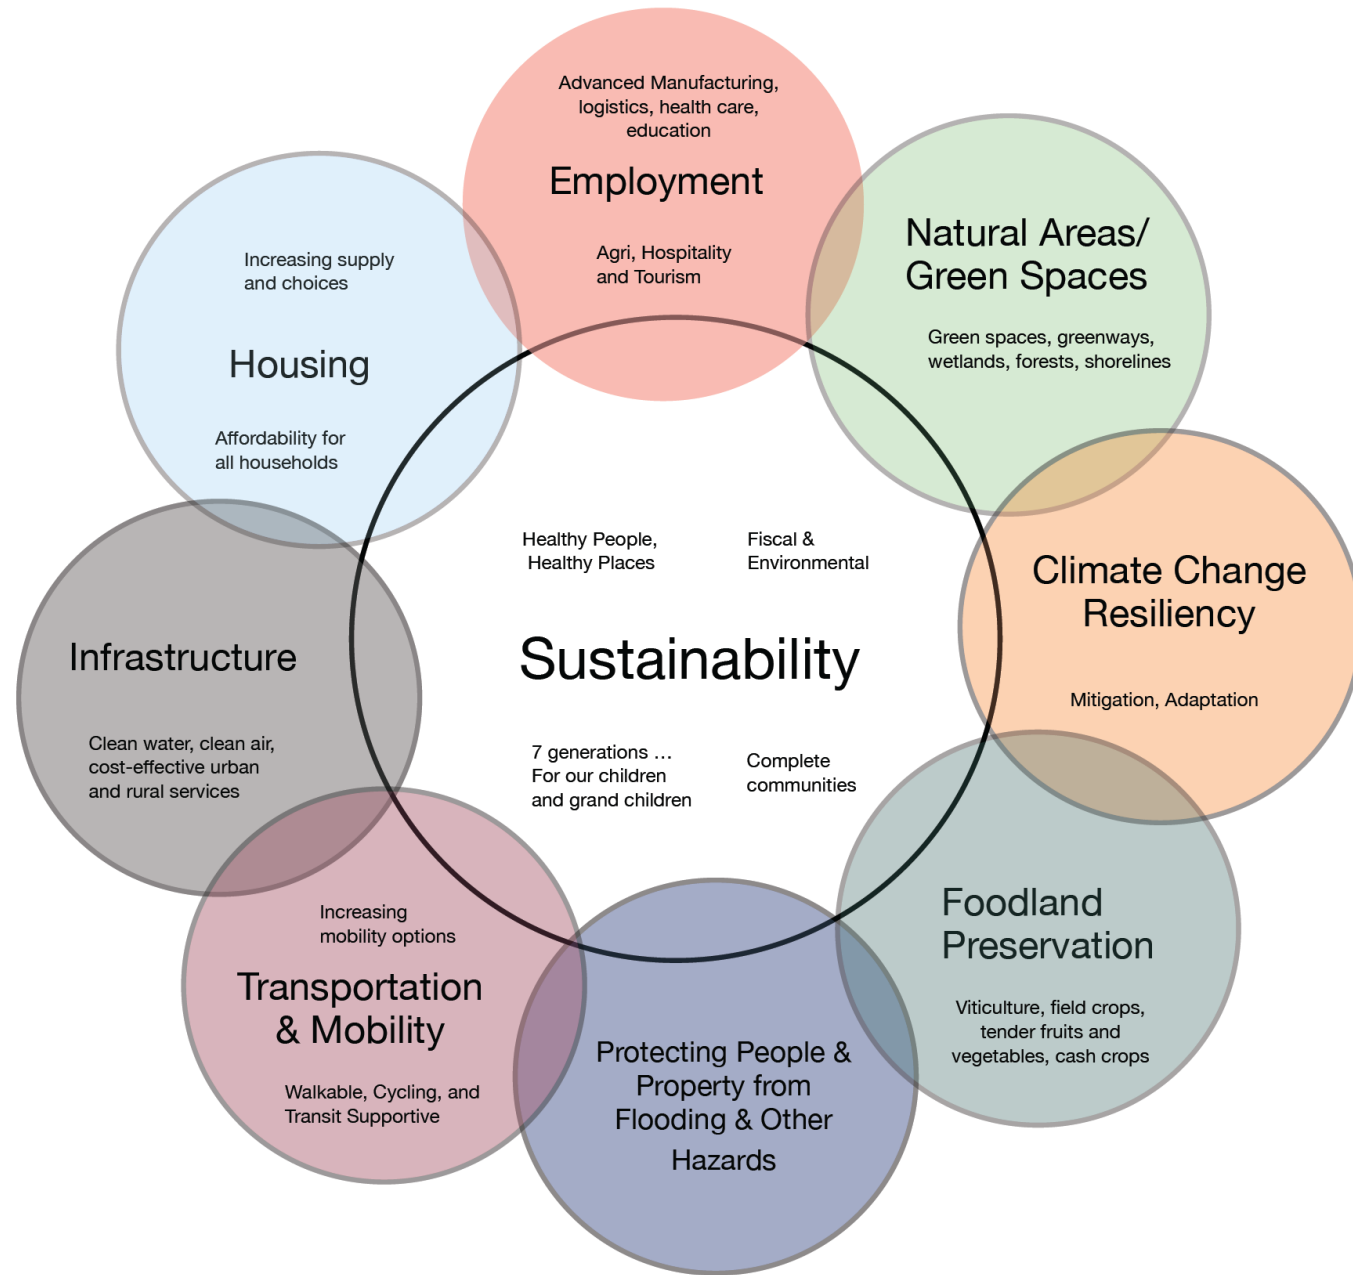 Advanced Manufacturing,
logistics, health care,
education
Employment
Agri, Hospitality
and Tourism
Natural Areas/
Green Spaces
Green spaces, greenways,
wetlands, forests, shorelines
Climate Change
Resiliency
Mitigation, Adaptation
Foodland
Preservation
Viticulture, field crops,
tender fruits and
vegetables, cash crops
Protecting People &
Property from
Flooding & Other
Hazards
Increasing
mobility options
Transportation
& Mobility
Walkable, Cycling, and
Transit Supportive
Infrastructure
Clean water, clean air,
cost-effective urban
and rural services
Increasing supply
and choices
Housing
Affordability for
all households
Healthy People,
Healthy Places
Fiscal &
Environmental
Sustainability
7 generations ...
For our children
and grand children
Complete
communities